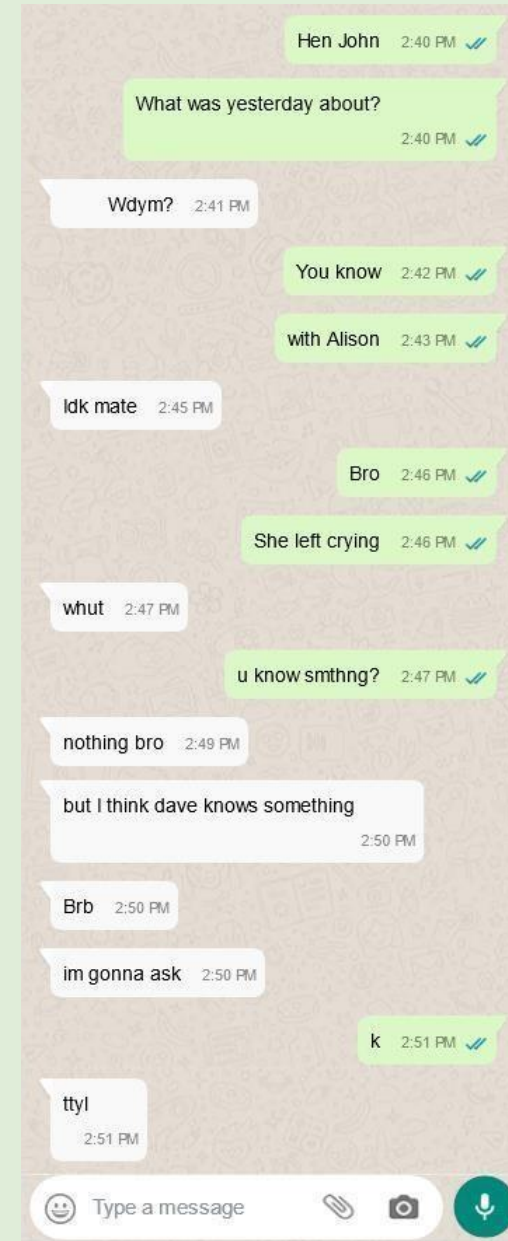 Hen John 2:40 PM
What was yesterday about?
2:40 PM
Wdym? 2:41 PM
You know 2:42 PM
with Alison 2:43 PM
Idk mate 2:45 PM
Bro 2:46 PM
She left crying 2:46 PM
whut 2:47 PM
u know smthng? 2:47 PM
nothing bro 2:49 PM
but I think dave knows something
2:50 PM
Brb 2:50 PM
im gonna ask 2:50 PM
k 2:51 PM
ttyl
2:51 PM
Type a message